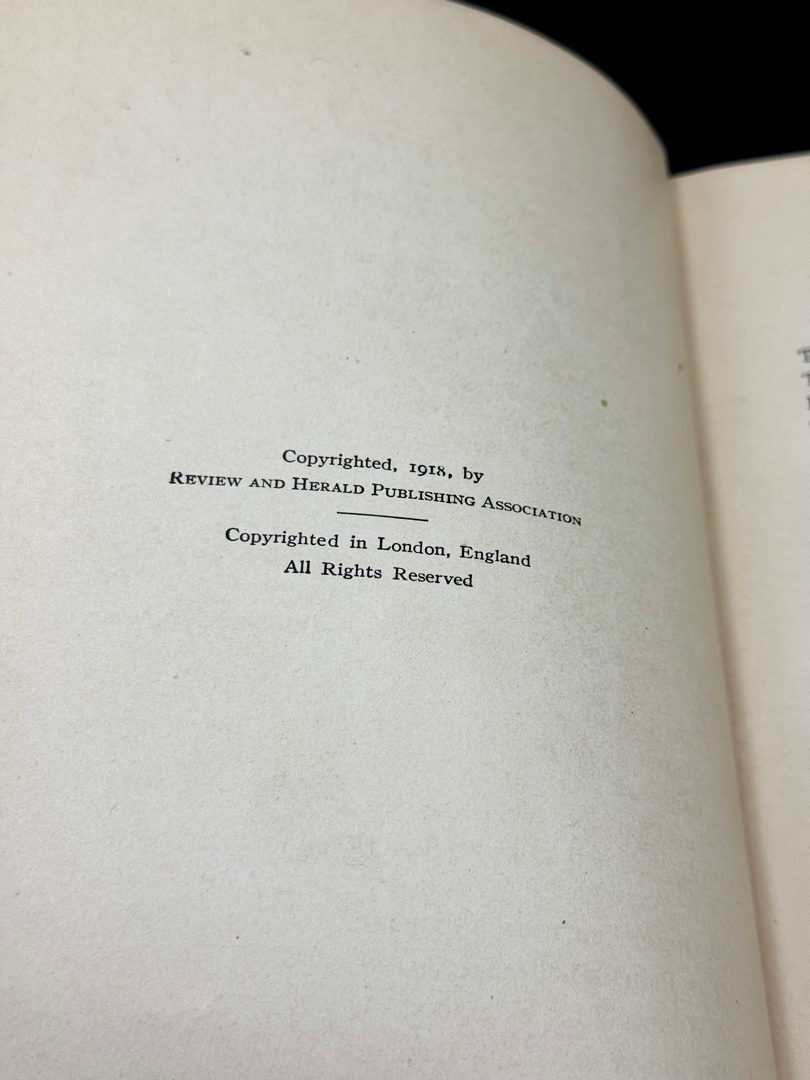 Copyrighted, 1918, by
REVIEW AND HERALD PUBLISHING ASSOCIATION
Copyrighted in London, England
All Rights Reserved